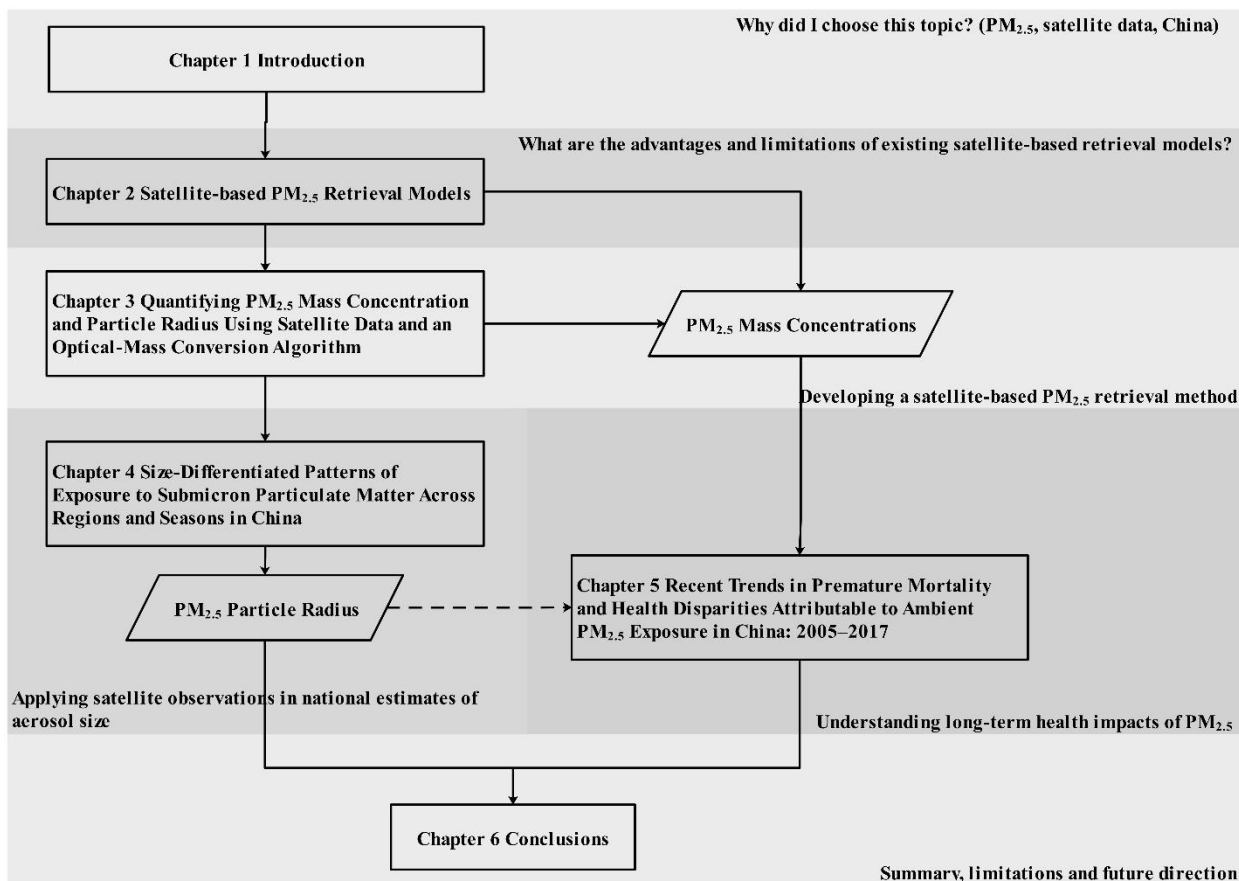 Why did I choose this topic? (PM₂.₅, satellite data, China)
Chapter 1 Introduction
What are the advantages and limitations of existing satellite-based retrieval models?
Chapter 2 Satellite-based PM₂.₅ Retrieval Models
Chapter 3 Quantifying PM₂.₅ Mass Concentration
and Particle Radius Using Satellite Data and an
Optical-Mass Conversion Algorithm
PM₂.₅ Mass Concentrations
Developing a satellite-based PM₂.₅ retrieval method
Chapter 4 Size-Differentiated Patterns of
Exposure to Submicron Particulate Matter Across
Regions and Seasons in China
PM₂.₅ Particle Radius
Chapter 5 Recent Trends in Premature Mortality
and Health Disparities Attributable to Ambient
PM₂.₅ Exposure in China: 2005–2017
Applying satellite observations in national estimates of
aerosol size
Understanding long-term health impacts of PM₂.₅
Chapter 6 Conclusions
Summary, limitations and future direction